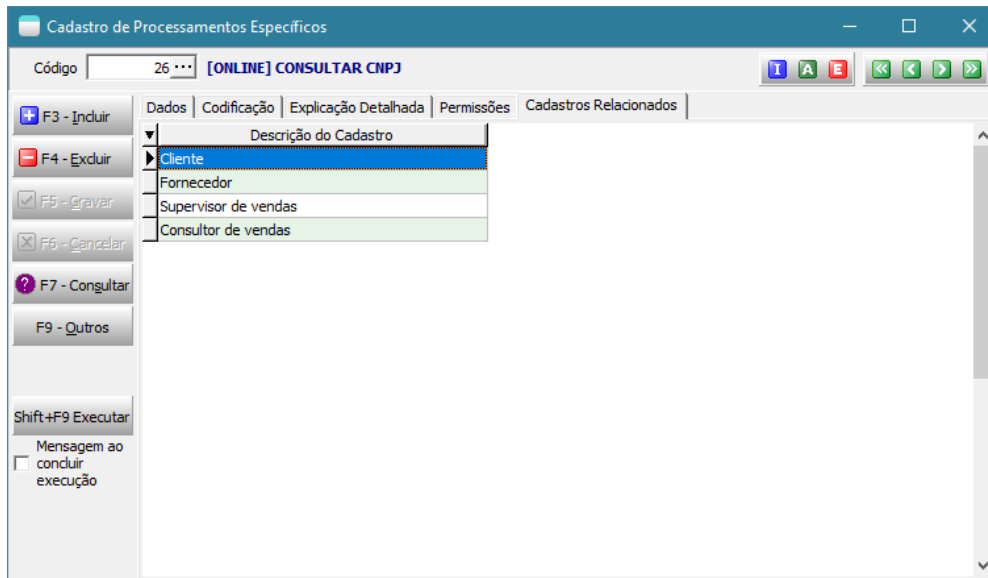 Cadastro de Processamentos Específicos
Código 26 ... [ONLINE] CONSULTAR CNPJ I A E
F3 - Incluir
F4 - Excluir
F5 - Gravar
F6 - Cancelar
F7 - Consultar
F9 - Outros
Shift+F9 Executar
Mensagem ao
concluir
execução
Dados Codificação Explicação Detalhada Permissões Cadastros Relacionados
Descrição do Cadastro
Cliente
Fornecedor
Supervisor de vendas
Consultor de vendas